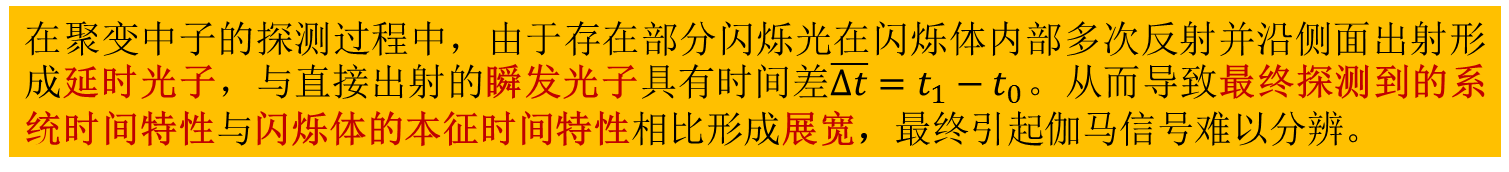 在聚变中子的探测过程中，由于存在部分闪烁光在闪烁体内部多次反射并沿侧面出射形
成延时光子，与直接出射的瞬发光子具有时间差$\overline{\Delta t} = t_1 - t_0$。从而导致最终探测到的系
统时间特性与闪烁体的本征时间特性相比形成展宽，最终引起伽马信号难以分辨。